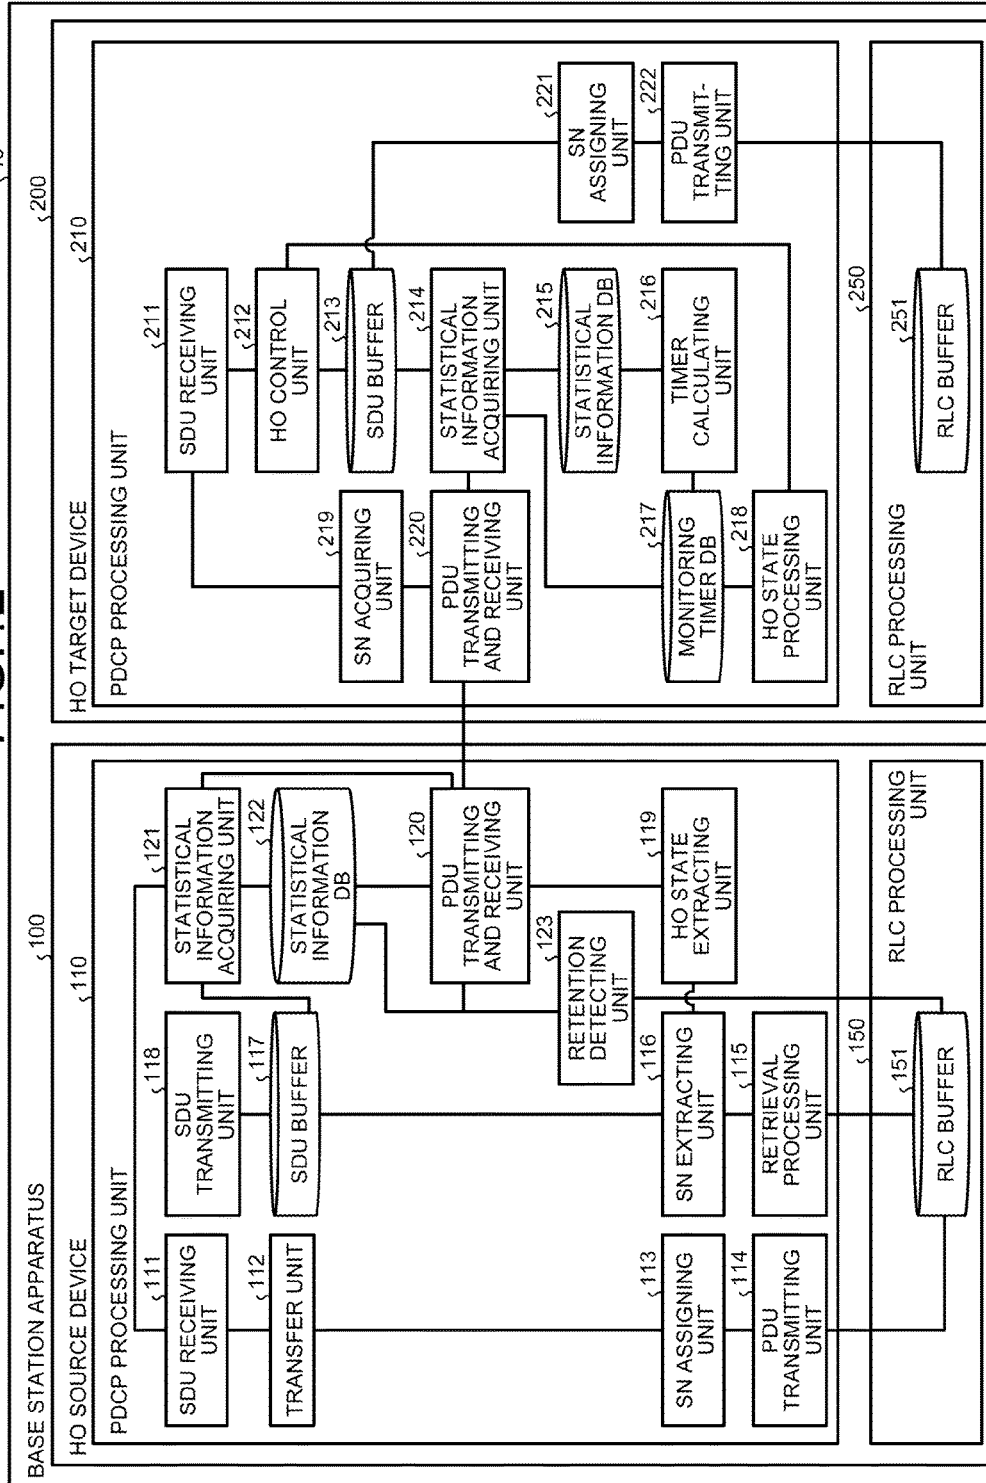 BASE STATION APPARATUS
HO SOURCE DEVICE
100
PDCP PROCESSING UNIT
110
SDU RECEIVING
UNIT
111
TRANSFER UNIT
112
SN ASSIGNING
UNIT
113
PDU
TRANSMITTING
UNIT
114
SDU
TRANSMITTING
UNIT
118
SDU BUFFER
117
SN EXTRACTING
UNIT
116
RETRIEVAL
PROCESSING
UNIT
115
STATISTICAL
INFORMATION
ACQUIRING UNIT
121
STATISTICAL
INFORMATION
DB
122
PDU
TRANSMITTING
AND RECEIVING
UNIT
120
RETENTION
DETECTING
UNIT
123
HO STATE
EXTRACTING
UNIT
119
RLC PROCESSING
UNIT
150
RLC BUFFER
151
HO TARGET DEVICE
200
PDCP PROCESSING UNIT
210
SDU RECEIVING
UNIT
211
HO CONTROL
UNIT
212
SDU BUFFER
213
STATISTICAL
INFORMATION
ACQUIRING UNIT
214
STATISTICAL
INFORMATION DB
215
TIMER
CALCULATING
UNIT
216
SN ACQUIRING
UNIT
219
PDU
TRANSMITTING
AND RECEIVING
UNIT
220
MONITORING
TIMER DB
217
HO STATE
PROCESSING
UNIT
218
SN
ASSIGNING
UNIT
221
PDU
TRANSMIT-
TING UNIT
222
RLC PROCESSING
UNIT
250
RLC BUFFER
251